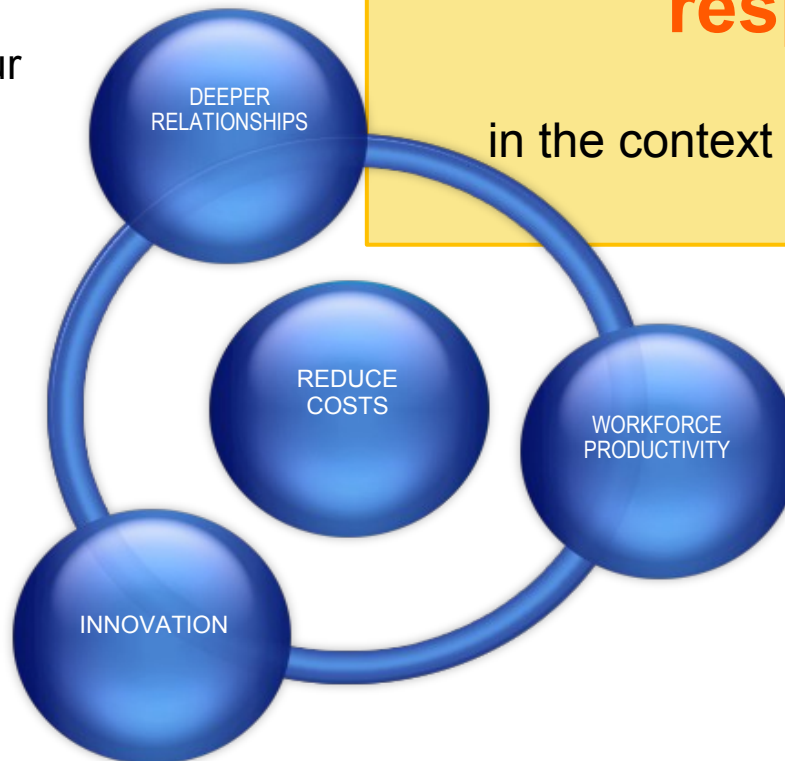 DEEPER
RELATIONSHIPS
in the context
REDUCE
COSTS
WORKFORCE
PRODUCTIVITY
INNOVATION